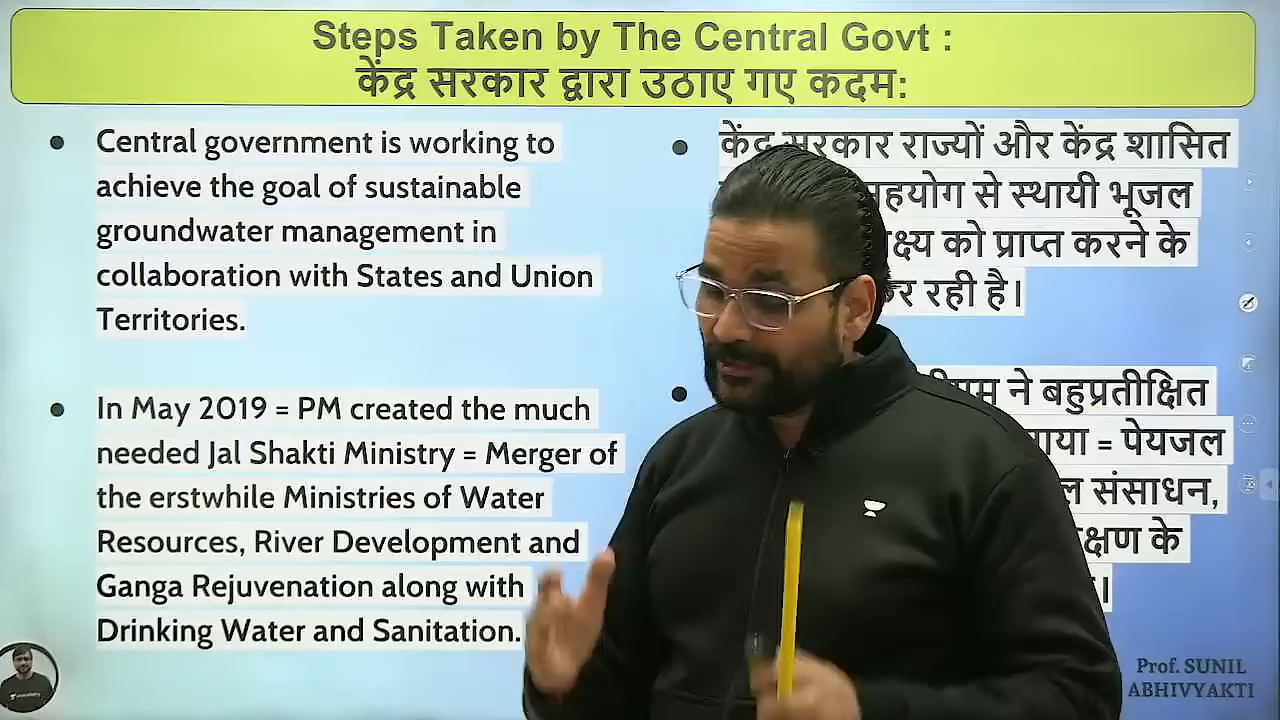 Steps Taken by The Central Govt :
केंद्र सरकार द्वारा उठाए गए कदम:
Central government is working to
achieve the goal of sustainable
groundwater management in
collaboration with States and Union
Territories.
In May 2019 = PM created the much
needed Jal Shakti Ministry = Merger of
the erstwhile Ministries of Water
Resources, River Development and
Ganga Rejuvenation along with
Drinking Water and Sanitation.
केंद्र सरकार राज्यों और केंद्र शासित
से स्थायी भूजल
को प्राप्त करने के
रही है।
ने बहुप्रतीक्षित
= पेयजल
संसाधन,
के
Prof. SUNIL
ABHIVYAKTI